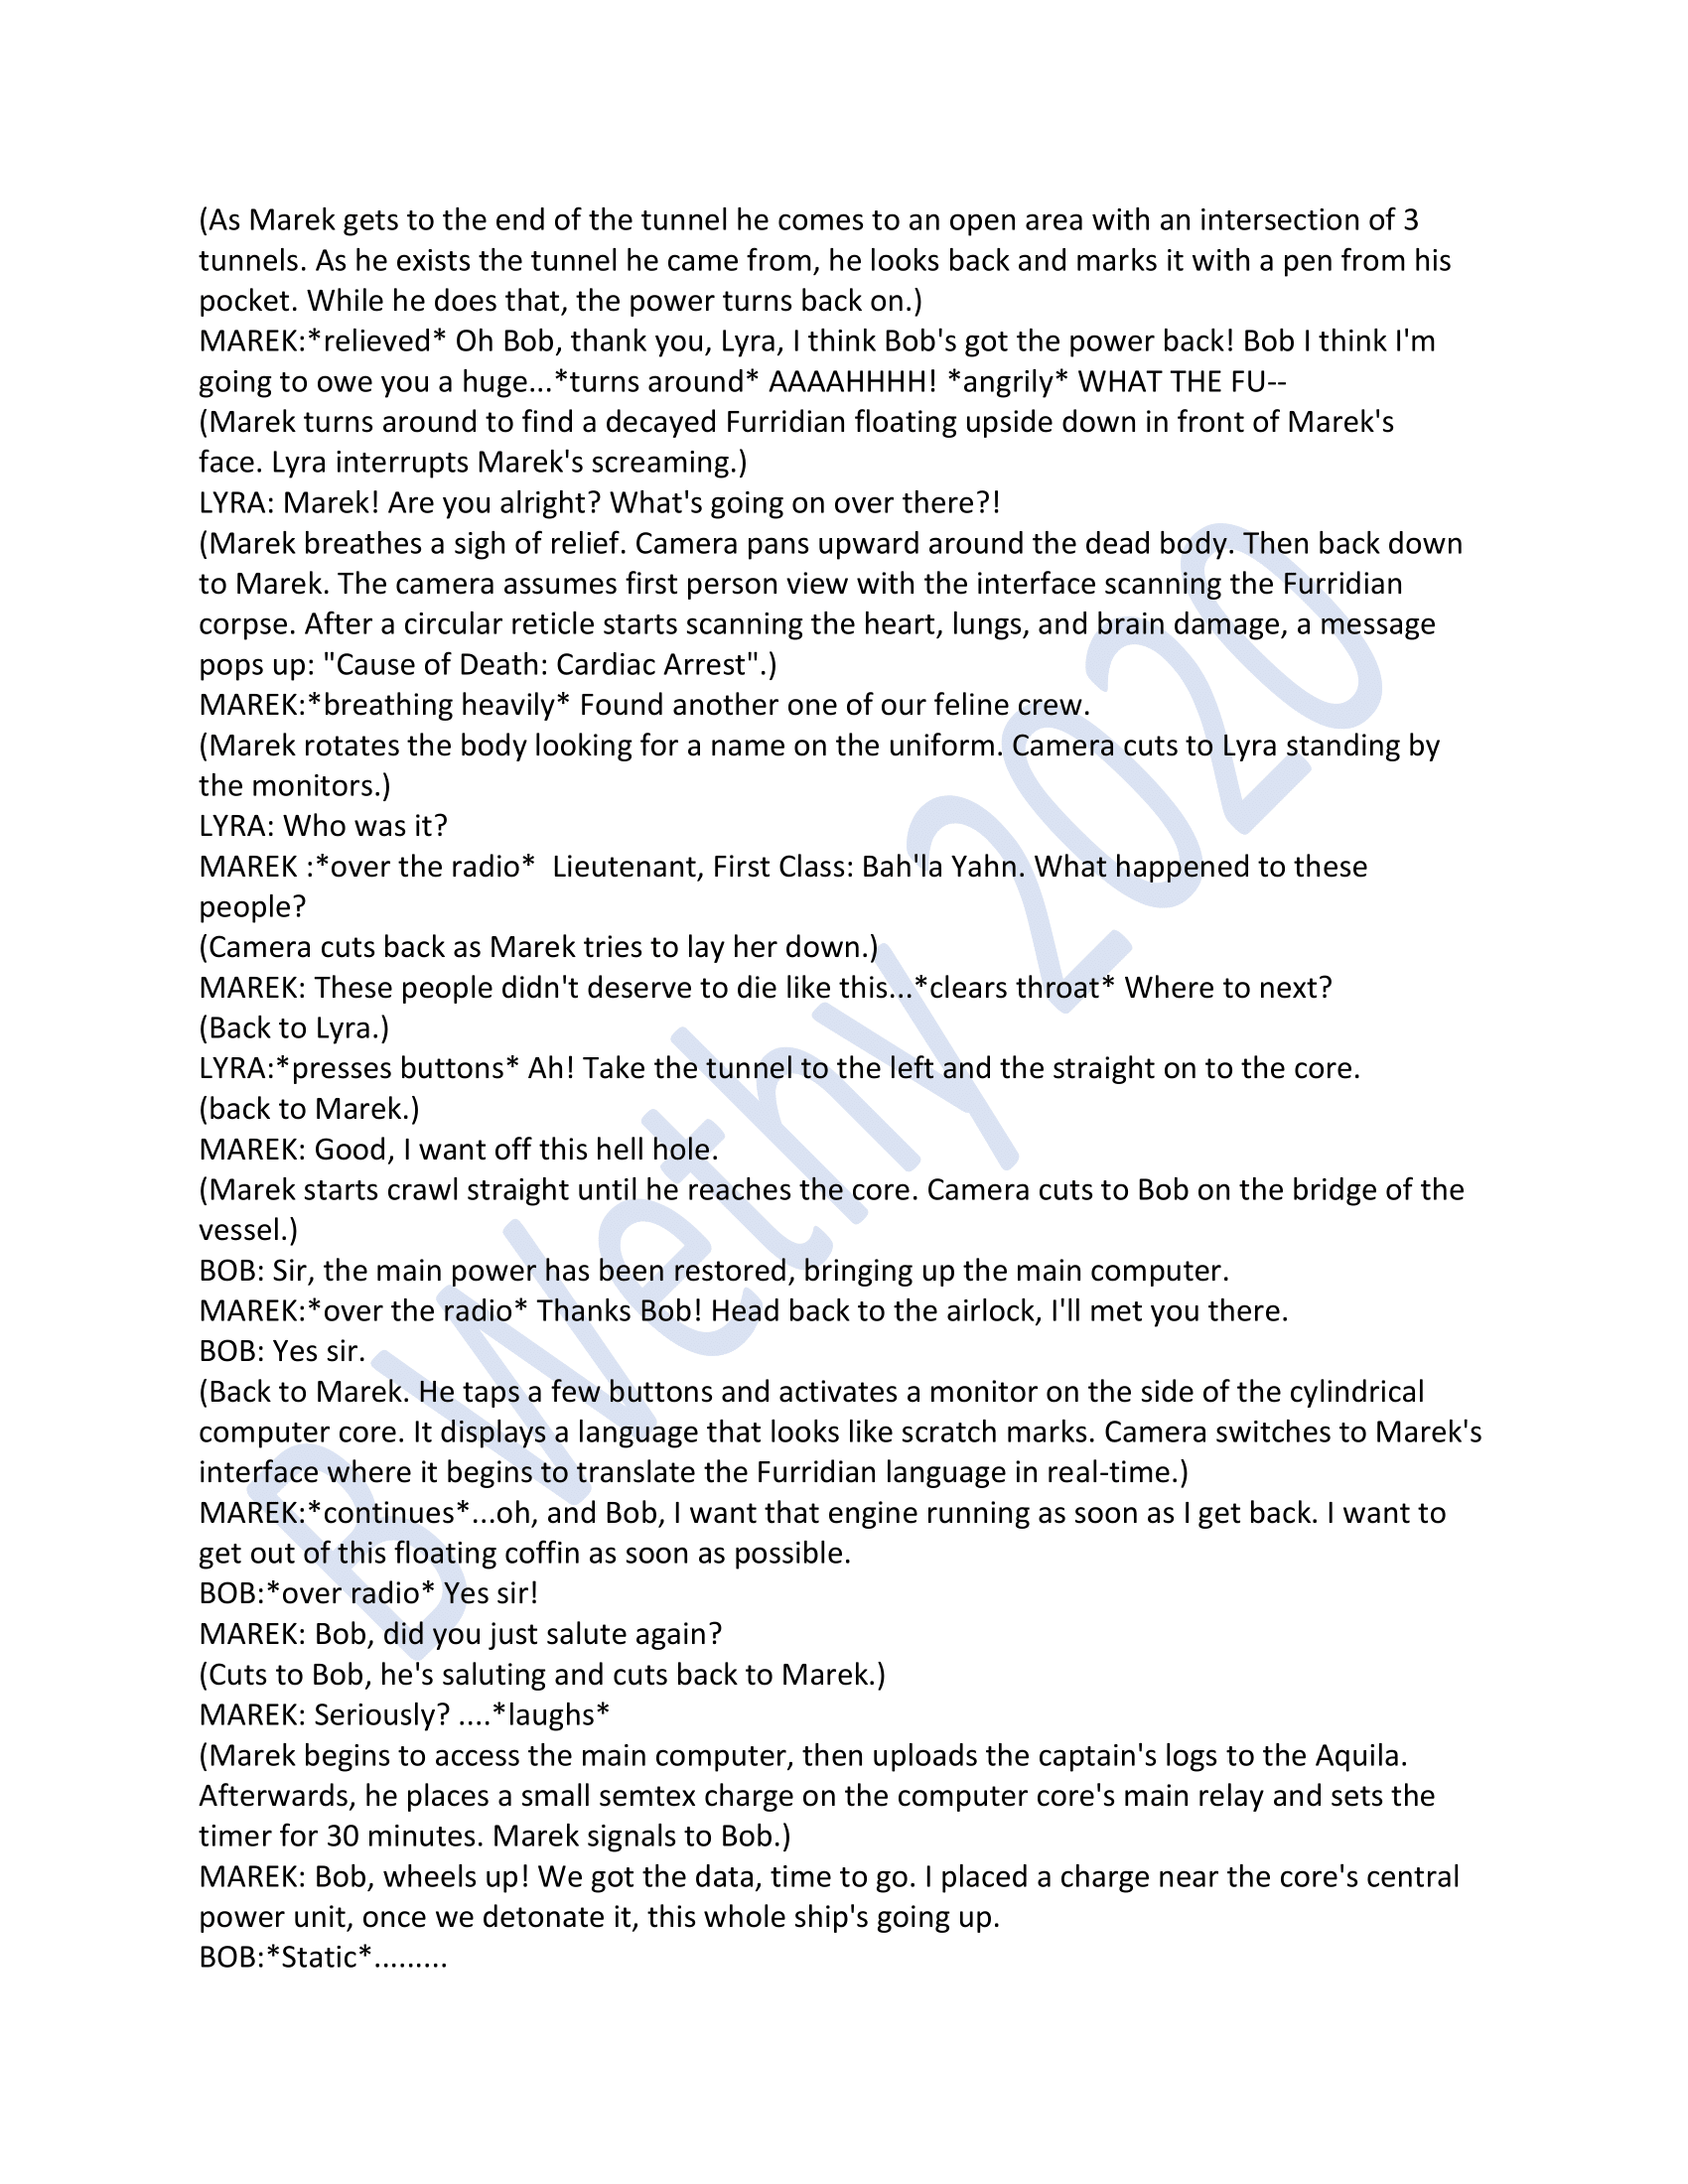 (As Marek gets to the end of the tunnel he comes to an open area with an intersection of 3
tunnels. As he exists the tunnel he came from, he looks back and marks it with a pen from his
pocket. While he does that, the power turns back on.)
MAREK:*relieved* Oh Bob, thank you, Lyra, I think Bob's got the power back! Bob I think I'm
going to owe you a huge...*turns around* AAAAHHHH! *angrily* WHAT THE FU--
(Marek turns around to find a decayed Furridian floating upside down in front of Marek's
face. Lyra interrupts Marek's screaming.)
LYRA: Marek! Are you alright? What's going on over there?!
(Marek breathes a sigh of relief. Camera pans upward around the dead body. Then back down
to Marek. The camera assumes first person view with the interface scanning the Furridian
corpse. After a circular reticle starts scanning the heart, lungs, and brain damage, a message
pops up: "Cause of Death: Cardiac Arrest".)
MAREK:*breathing heavily* Found another one of our feline crew.
(Marek rotates the body looking for a name on the uniform. Camera cuts to Lyra standing by
the monitors.)
LYRA: Who was it?
MAREK :*over the radio*  Lieutenant, First Class: Bah'la Yahn. What happened to these
people?
(Camera cuts back as Marek tries to lay her down.)
MAREK: These people didn't deserve to die like this...*clears throat* Where to next?
(Back to Lyra.)
LYRA:*presses buttons* Ah! Take the tunnel to the left and the straight on to the core.
(back to Marek.)
MAREK: Good, I want off this hell hole.
(Marek starts crawl straight until he reaches the core. Camera cuts to Bob on the bridge of the
vessel.)
BOB: Sir, the main power has been restored, bringing up the main computer.
MAREK:*over the radio* Thanks Bob! Head back to the airlock, I'll met you there.
BOB: Yes sir.
(Back to Marek. He taps a few buttons and activates a monitor on the side of the cylindrical
computer core. It displays a language that looks like scratch marks. Camera switches to Marek's
interface where it begins to translate the Furridian language in real-time.)
MAREK:*continues*...oh, and Bob, I want that engine running as soon as I get back. I want to
get out of this floating coffin as soon as possible.
BOB:*over radio* Yes sir!
MAREK: Bob, did you just salute again?
(Cuts to Bob, he's saluting and cuts back to Marek.)
MAREK: Seriously? ....*laughs*
(Marek begins to access the main computer, then uploads the captain's logs to the Aquila.
Afterwards, he places a small semtex charge on the computer core's main relay and sets the
timer for 30 minutes. Marek signals to Bob.)
MAREK: Bob, wheels up! We got the data, time to go. I placed a charge near the core's central
power unit, once we detonate it, this whole ship's going up.
BOB:*Static*.........
B Wethy 2020